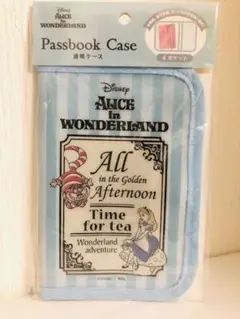 Disney
ALICE in
WONDERLAND
Passbook Case
通帳ケース
Disney
ALICE
in
WONDERLAND
All
in the Golden
Afternoon
Time
for tea
Wonderland
adventure